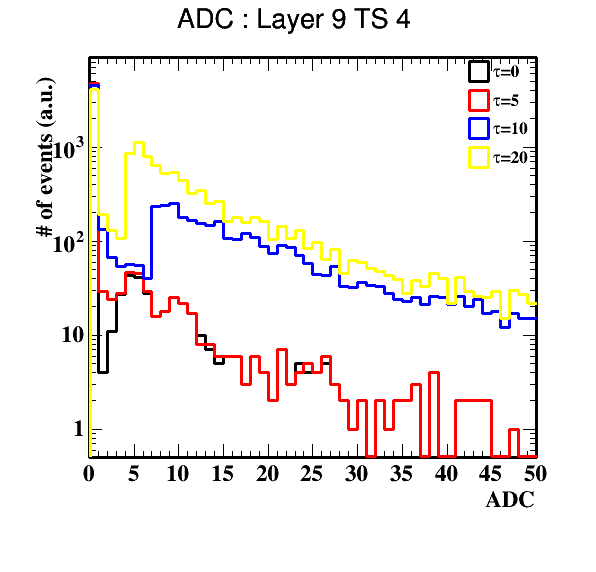 ADC : Layer 9 TS 4
# of events (a.u.)
τ=0
τ=5
τ=10
τ=20
10³
10²
10
1
0 5 10 15 20 25 30 35 40 45 50
ADC